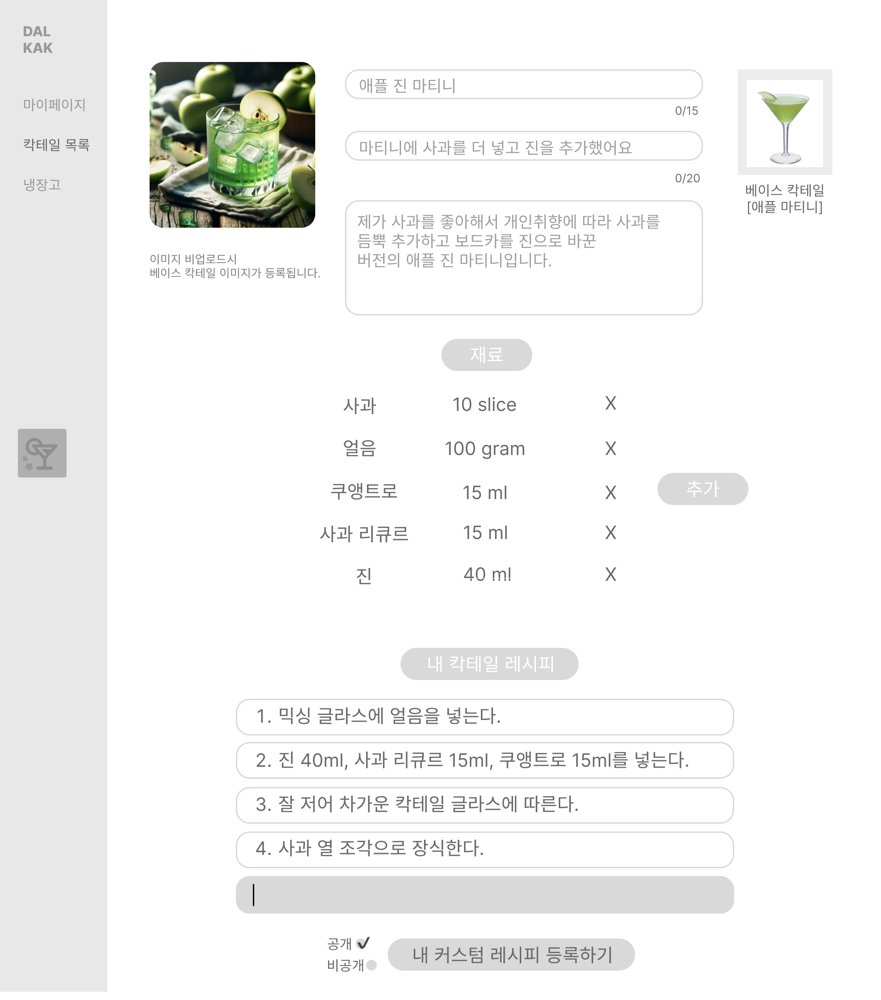 DAL
KAK
마이페이지
칵테일 목록
냉장고
애플 진 마티니
0/15
마티니에 사과를 더 넣고 진을 추가했어요
0/20
제가 사과를 좋아해서 개인취향에 따라 사과를
듬뿍 추가하고 보드카를 진으로 바꾼
버전의 애플 진 마티니입니다.
베이스 칵테일
[애플 마티니]
이미지 비업로드시
베이스 칵테일 이미지가 등록됩니다.
재료
사과 10 slice X
얼음 100 gram X
쿠앵트로 15 ml X
추가
사과 리큐르 15 ml X
진 40 ml X
내 칵테일 레시피
1. 믹싱 글라스에 얼음을 넣는다.
2. 진 40ml, 사과 리큐르 15ml, 쿠앵트로 15ml를 넣는다.
3. 잘 저어 차가운 칵테일 글라스에 따른다.
4. 사과 열 조각으로 장식한다.
공개
비공개
내 커스텀 레시피 등록하기